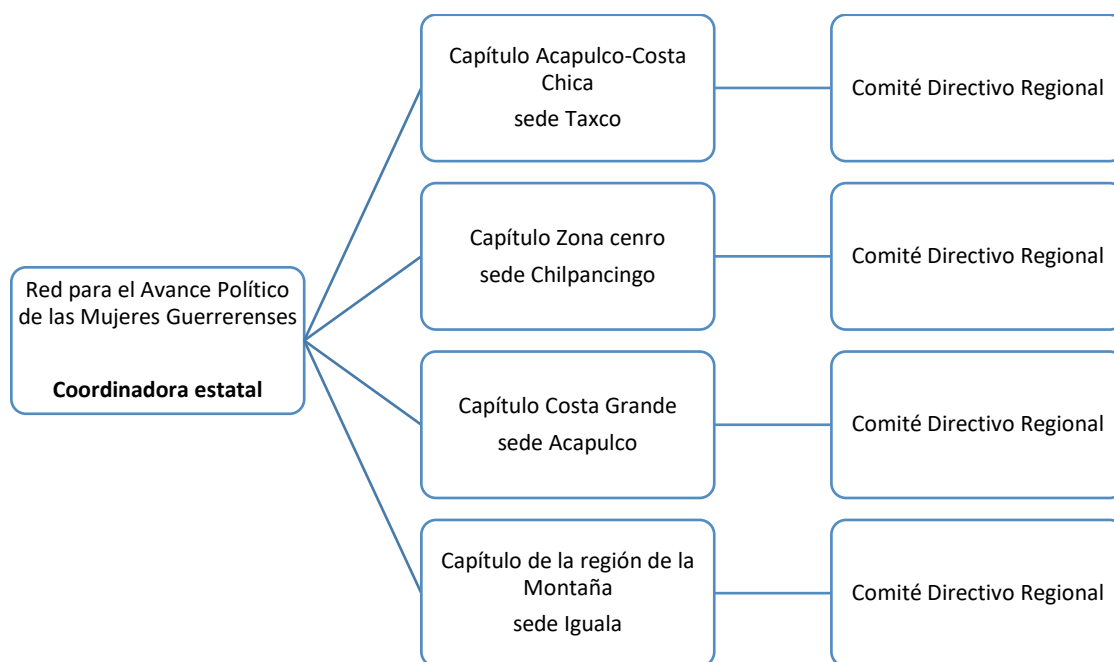 Red para el Avance Político
de las Mujeres Guerrerenses
Coordinadora estatal
Capítulo Acapulco-Costa
Chica
sede Taxco
Comité Directivo Regional
Capítulo Zona cenro
sede Chilpancingo
Comité Directivo Regional
Capítulo Costa Grande
sede Acapulco
Comité Directivo Regional
Capítulo de la región de la
Montaña
sede Iguala
Comité Directivo Regional